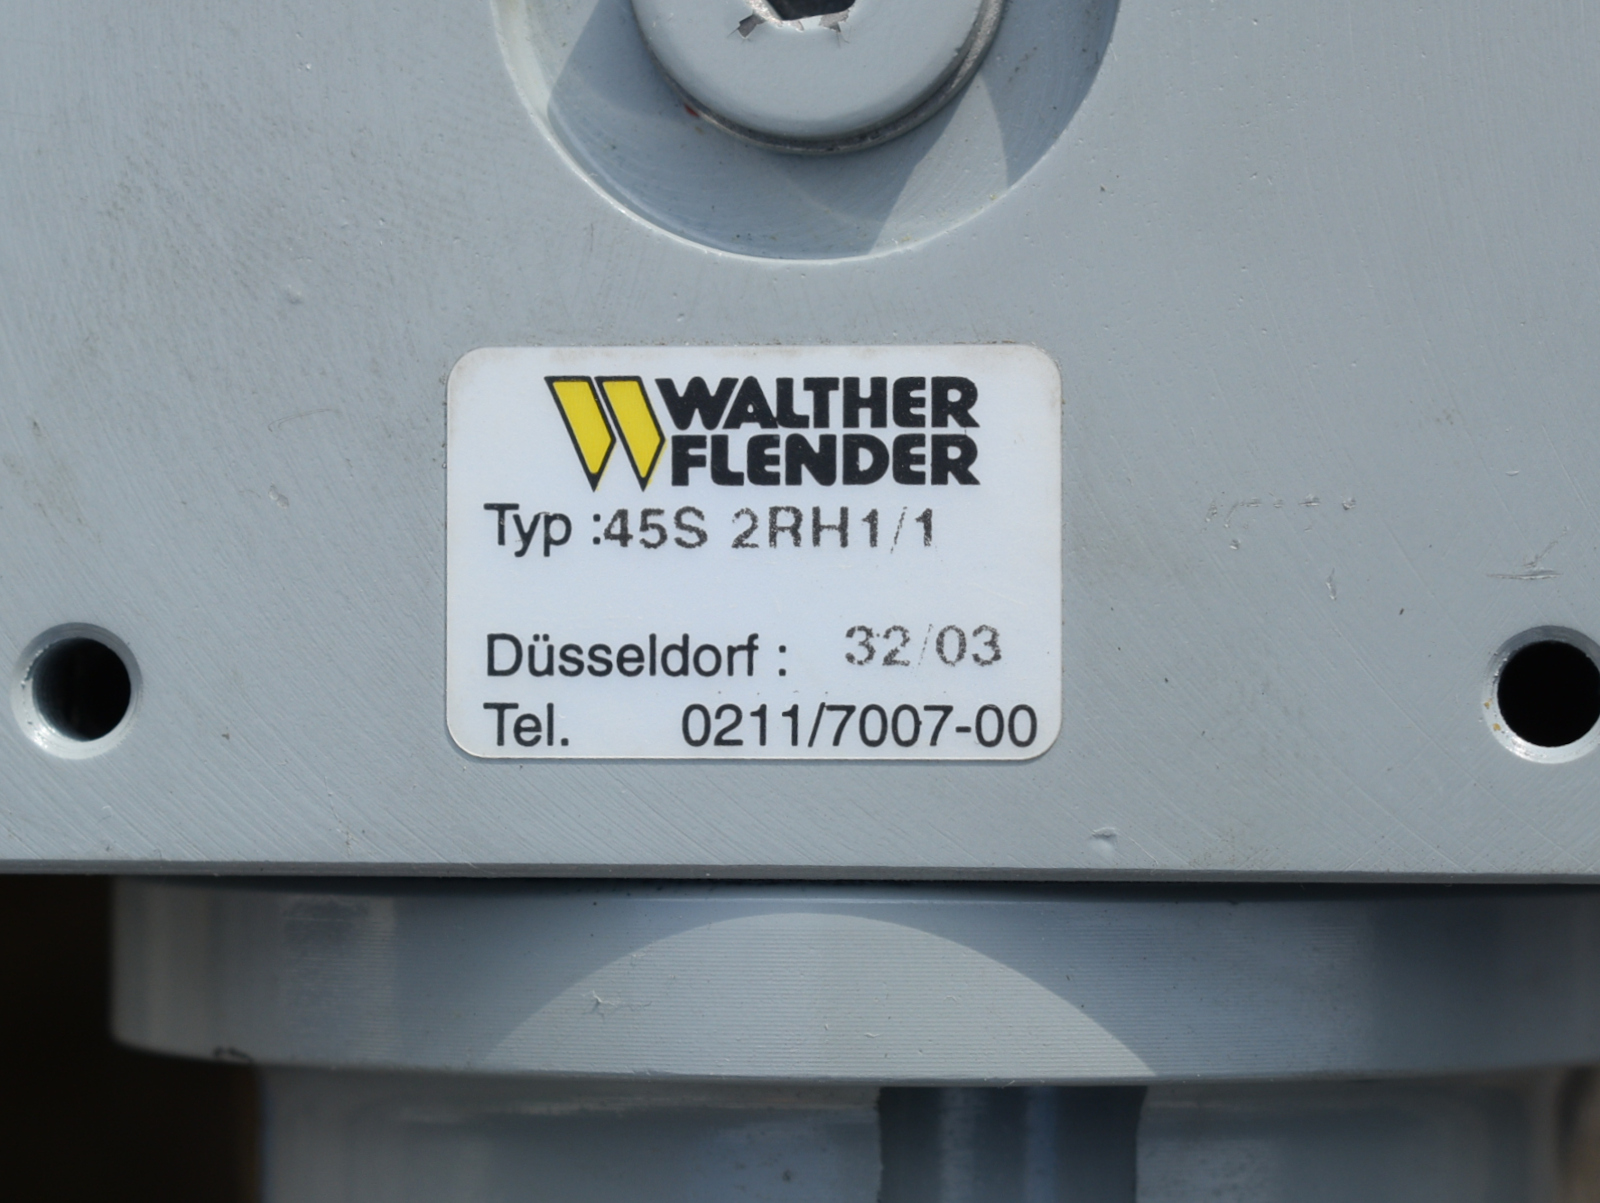 WALTHER
FLENDER
Typ :45S 2RH1/1
Düsseldorf : 32/03
Tel. 0211/7007-00